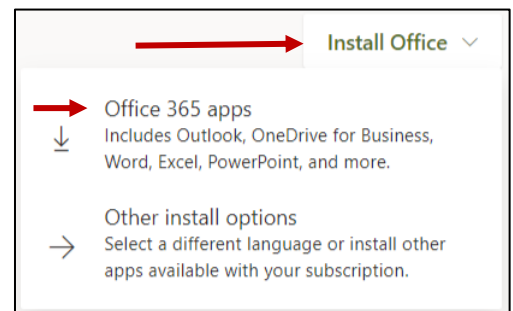 Install Office
Office 365 apps
Includes Outlook, OneDrive for Business,
Word, Excel, PowerPoint, and more.
Other install options
Select a different language or install other
apps available with your subscription.